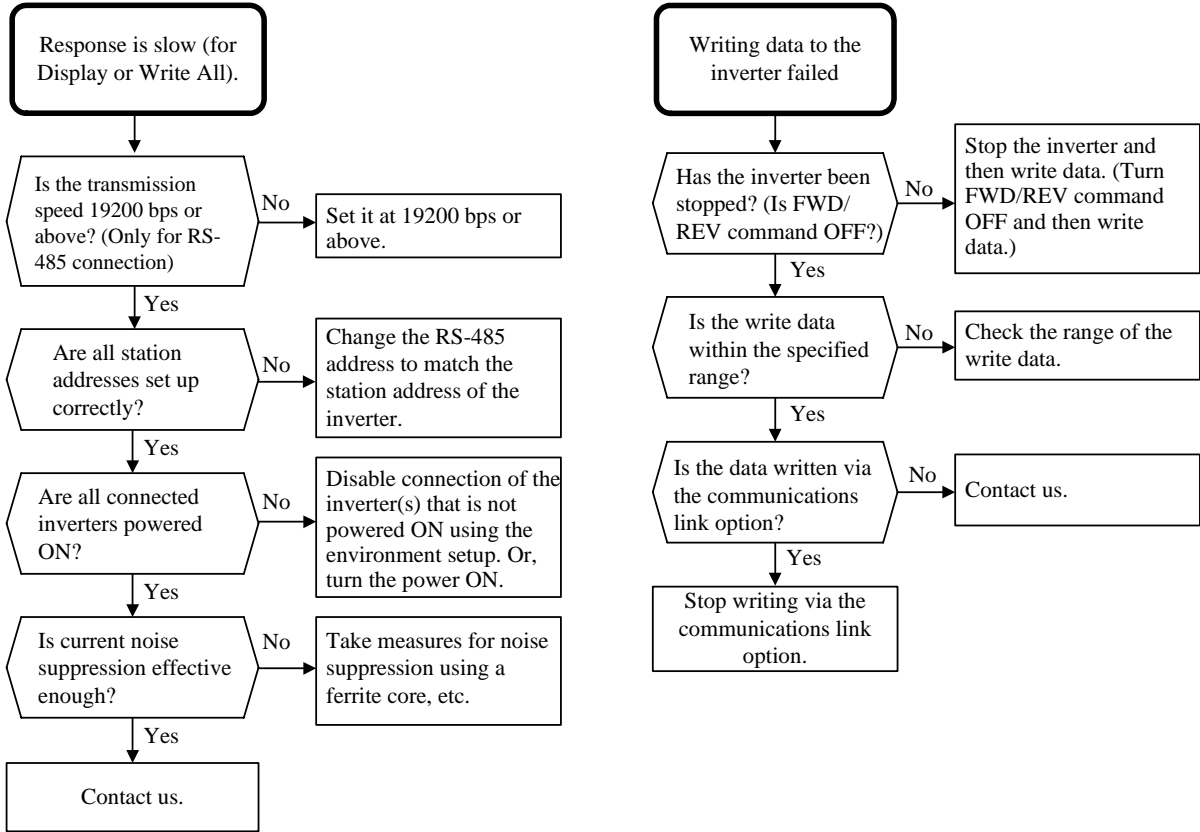 Response is slow (for
Display or Write All).
Is the transmission
speed 19200 bps or
above? (Only for RS-
485 connection)
No
Set it at 19200 bps or
above.
Yes
Are all station
addresses set up
correctly?
No
Change the RS-485
address to match the
station address of the
inverter.
Yes
Are all connected
inverters powered
ON?
No
Disable connection of the
inverter(s) that is not
powered ON using the
environment setup. Or,
turn the power ON.
Yes
Is current noise
suppression effective
enough?
No
Take measures for noise
suppression using a
ferrite core, etc.
Yes
Contact us.
Writing data to the
inverter failed
Has the inverter been
stopped? (Is FWD/
REV command OFF?)
No
Stop the inverter and
then write data. (Turn
FWD/REV command
OFF and then write
data.)
Yes
Is the write data
within the specified
range?
No
Check the range of the
write data.
Yes
Is the data written via
the communications
link option?
No
Contact us.
Yes
Stop writing via the
communications link
option.